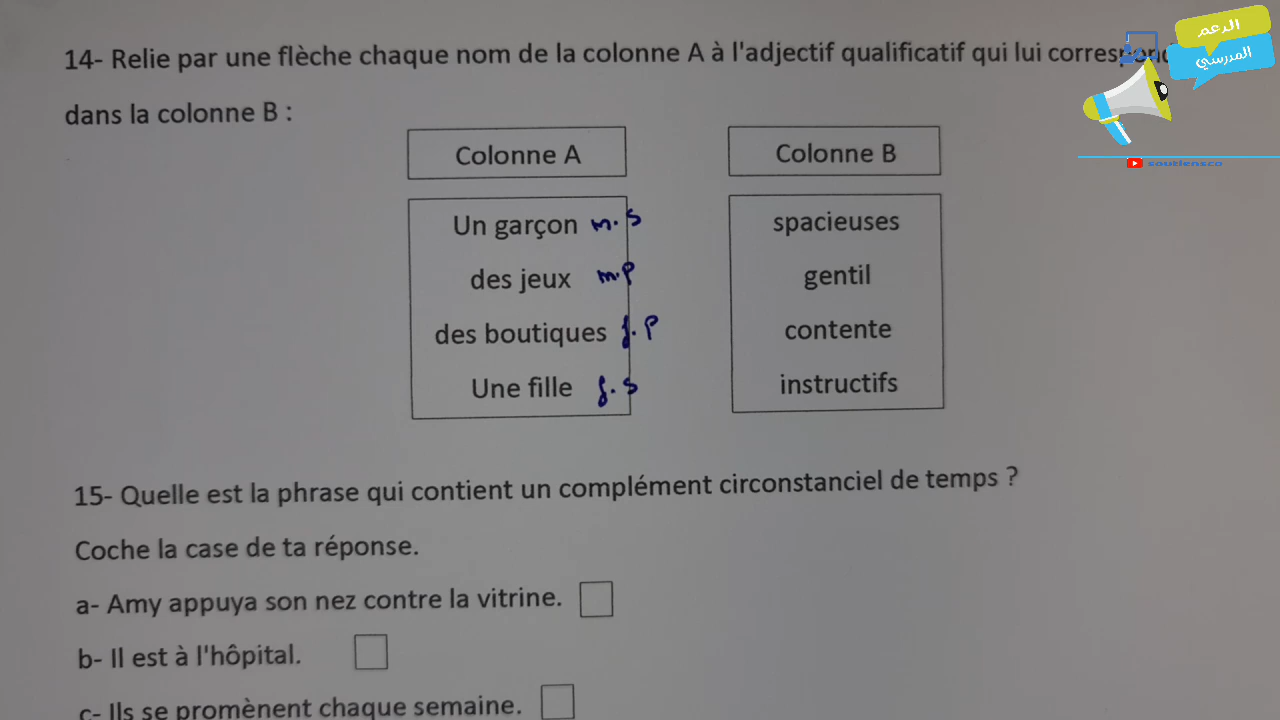 14- Relie par une flèche chaque nom de la colonne A à l'adjectif qualificatif qui lui correspond
dans la colonne B :
Colonne A
Colonne B
Un garçon m.s
spacieuses
des jeux m.p
gentil
des boutiques f.p
contente
Une fille f.s
instructifs
15- Quelle est la phrase qui contient un complément circonstanciel de temps ?
Coche la case de ta réponse.
a- Amy appuya son nez contre la vitrine.
b- Il est à l'hôpital.
c- Ils se promènent chaque semaine.
الدعم
المدرسي
soutiensco